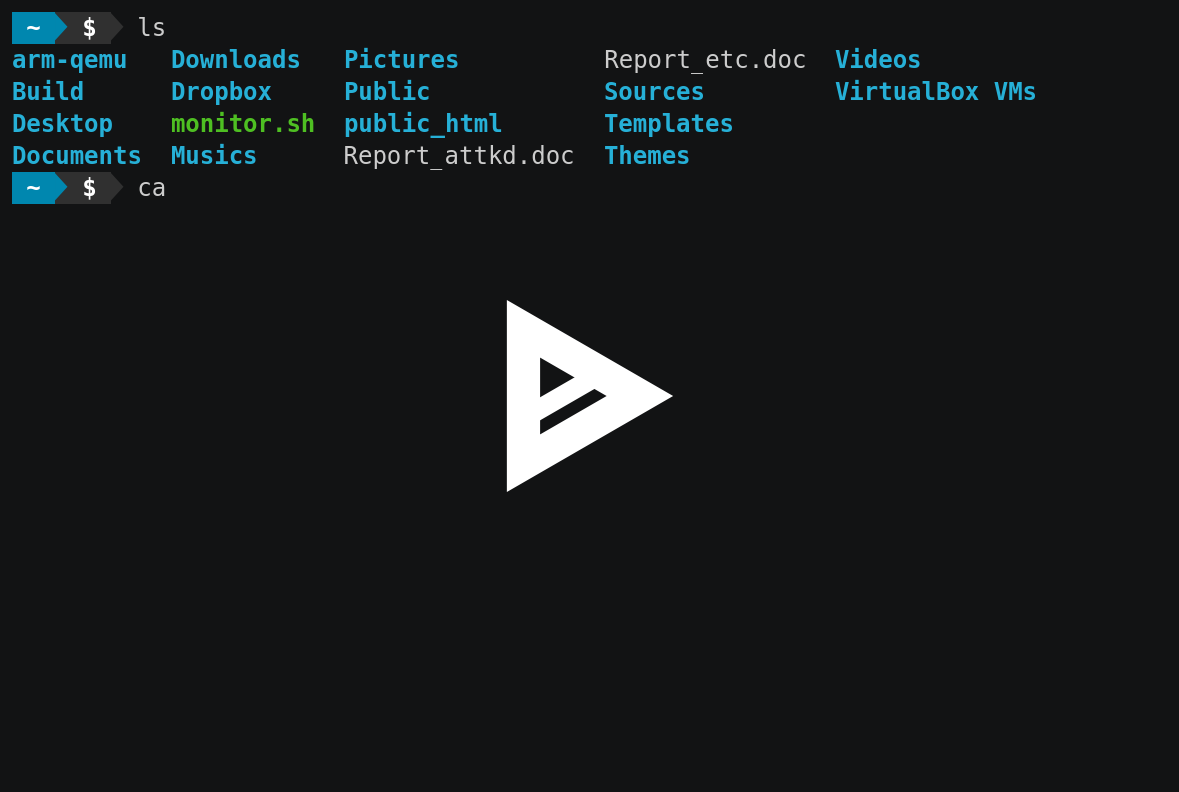 ~ $ ls
arm-qemu Downloads Pictures Report_etc.doc Videos
Build Dropbox Public Sources VirtualBox VMs
Desktop monitor.sh public_html Templates
Documents Musics Report_attkd.doc Themes
~ $ ca